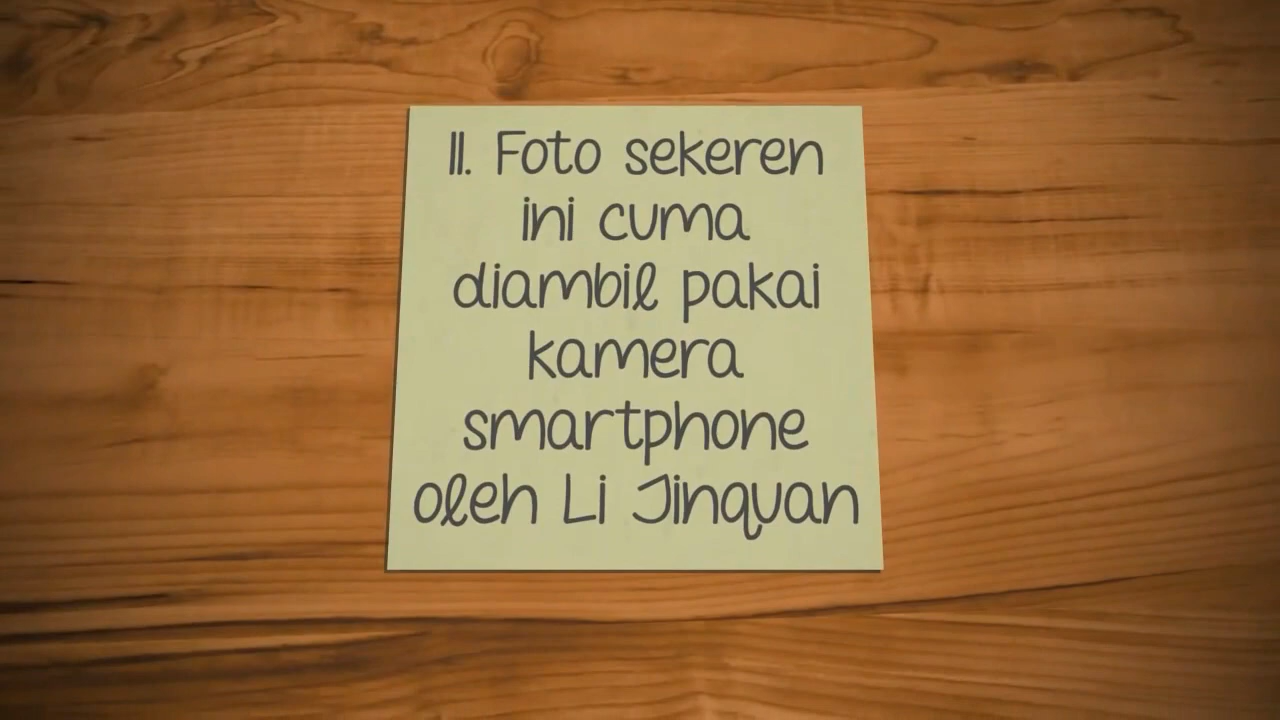 11. Foto sekeren
ini cuma
diambil pakai
kamera
smartphone
oleh Li Jinquan